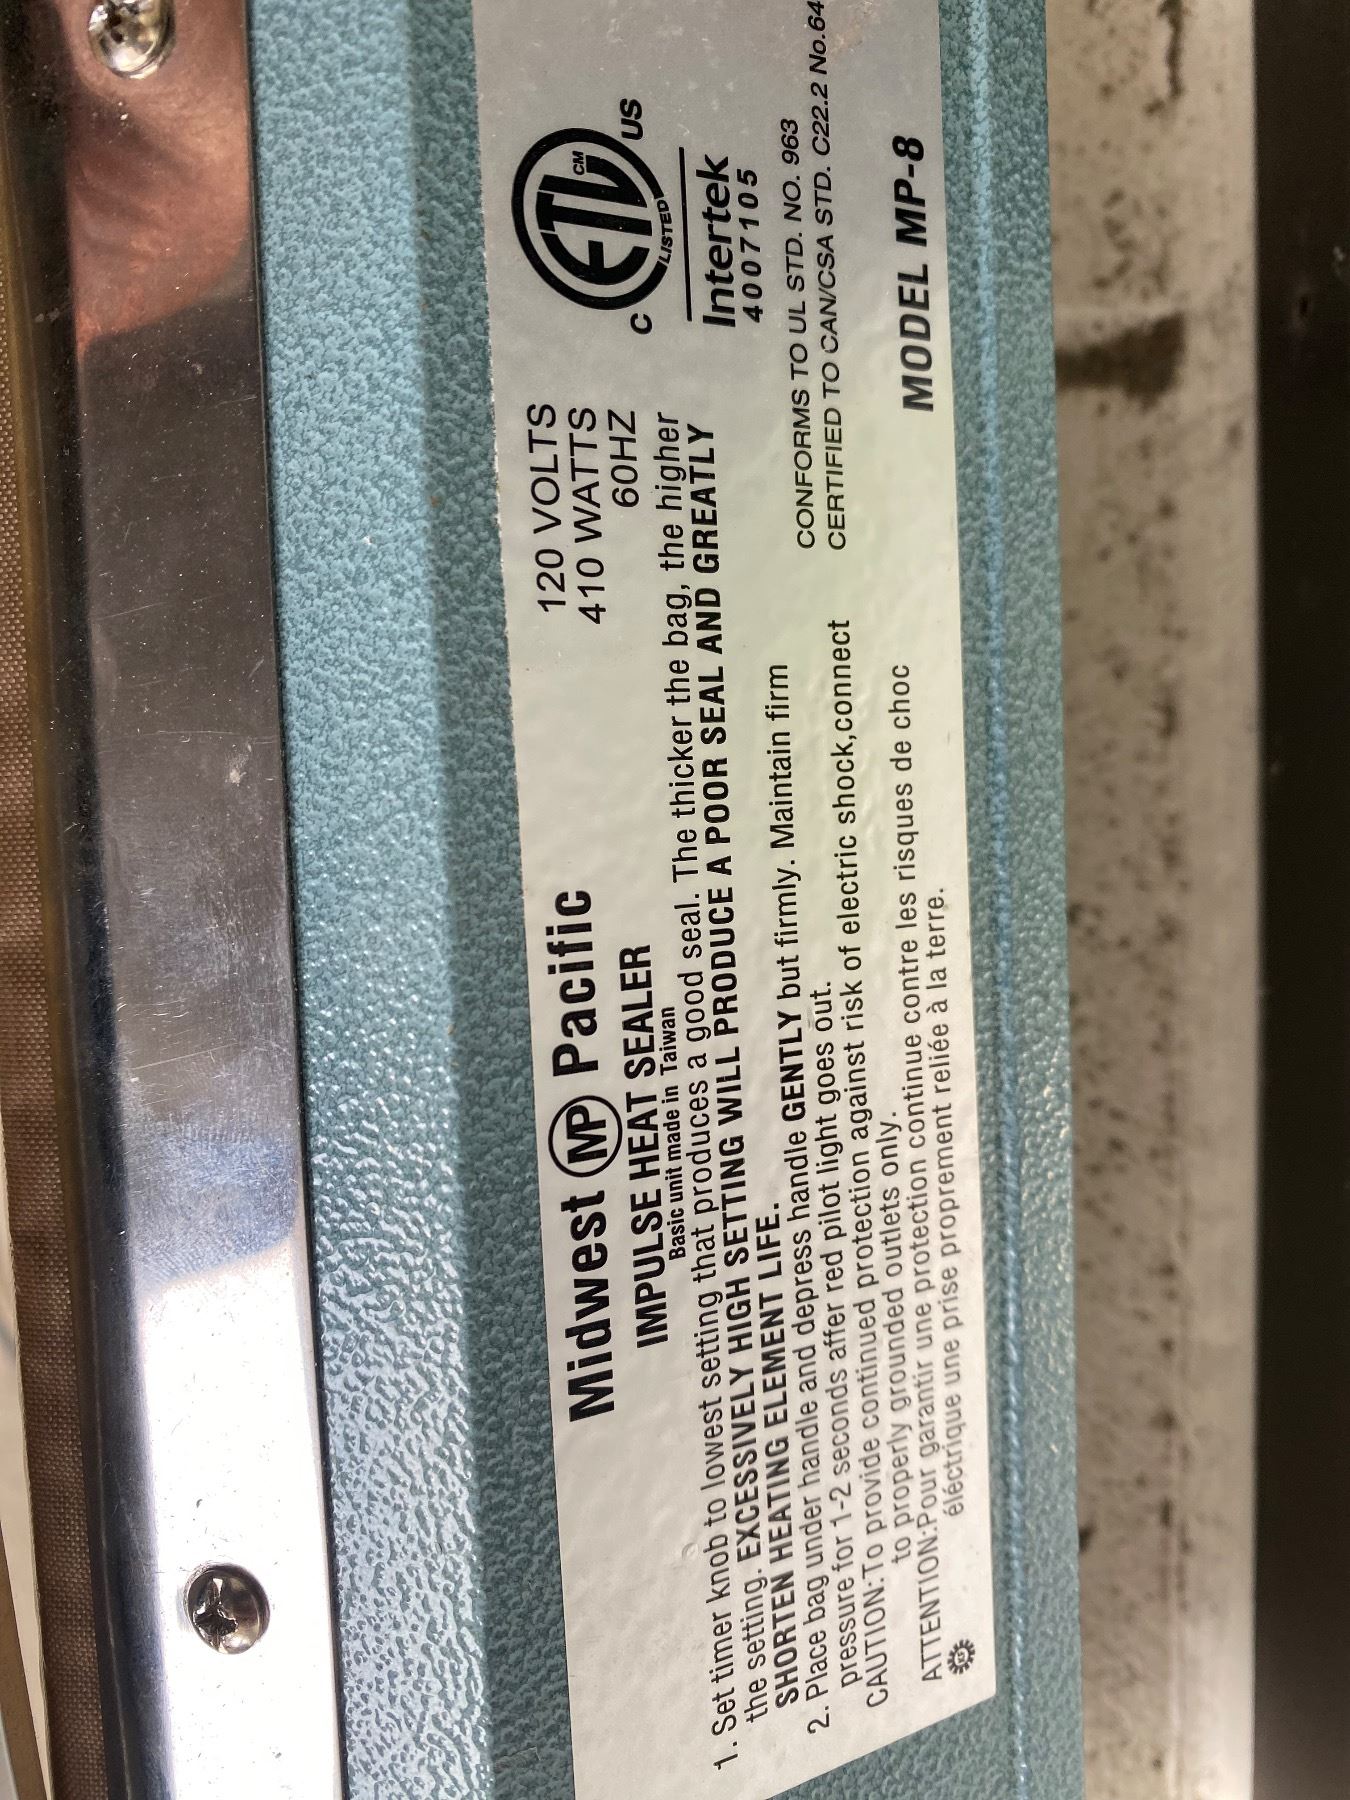 Midwest MP Pacific
IMPULSE HEAT SEALER
Basic unit made in Taiwan
120 VOLTS
410 WATTS
60HZ
1. Set timer knob to lowest setting that produces a good seal. The thicker the bag, the higher
the setting. EXCESSIVELY HIGH SETTING WILL PRODUCE A POOR SEAL AND GREATLY
SHORTEN HEATING ELEMENT LIFE.
2. Place bag under handle and depress handle GENTLY but firmly. Maintain firm
pressure for 1-2 seconds affer red pilot light goes out.
CAUTION:To provide continued protection against risk of electric shock,connect
to properly grounded outlets only.
ATTENTION:Pour garantir une protection continue contre les risques de choc
électrique une prise proprement reliée à la terre.
ETL CM
LISTED
C US
Intertek
4007105
CONFORMS TO UL STD. NO. 963
CERTIFIED TO CAN/CSA STD. C22.2 No.64
MODEL MP-8